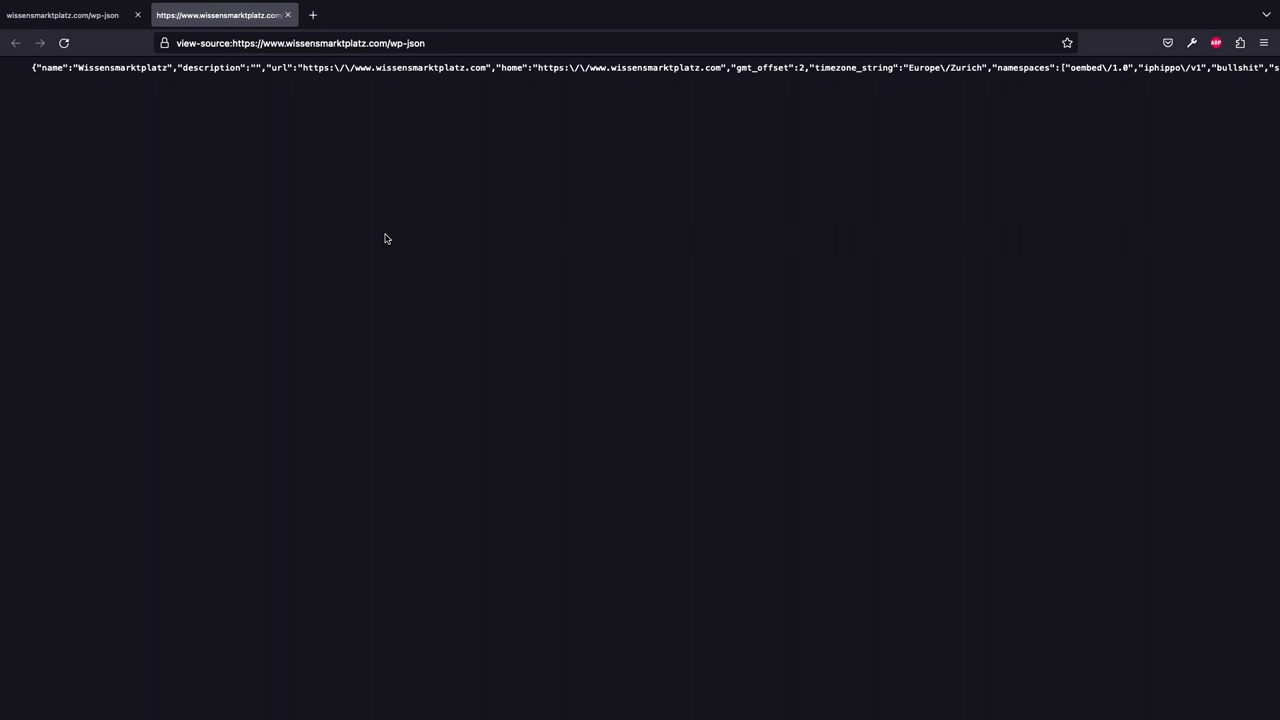 wissensmarktplatz.com/wp-json
https://www.wissensmarktplatz.com
view-source:https://www.wissensmarktplatz.com/wp-json
ABP
{"name":"Wissensmarktplatz","description":"","url":"https:\/\/www.wissensmarktplatz.com","home":"https:\/\/www.wissensmarktplatz.com","gmt_offset":2,"timezone_string":"Europe\/Zurich","namespaces":["oembed\/1.0","iphippo\/v1","bullshit","s